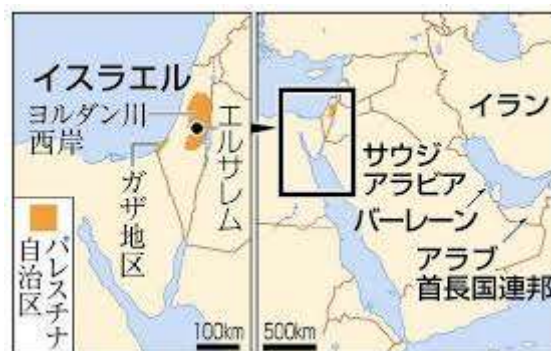 イスラエル
ヨルダン川
西岸
エルサレム
ガザ地区
パレスチナ
自治区
100km
イラン
サウジ
アラビア
バーレーン
アラブ
首長国連邦
500km